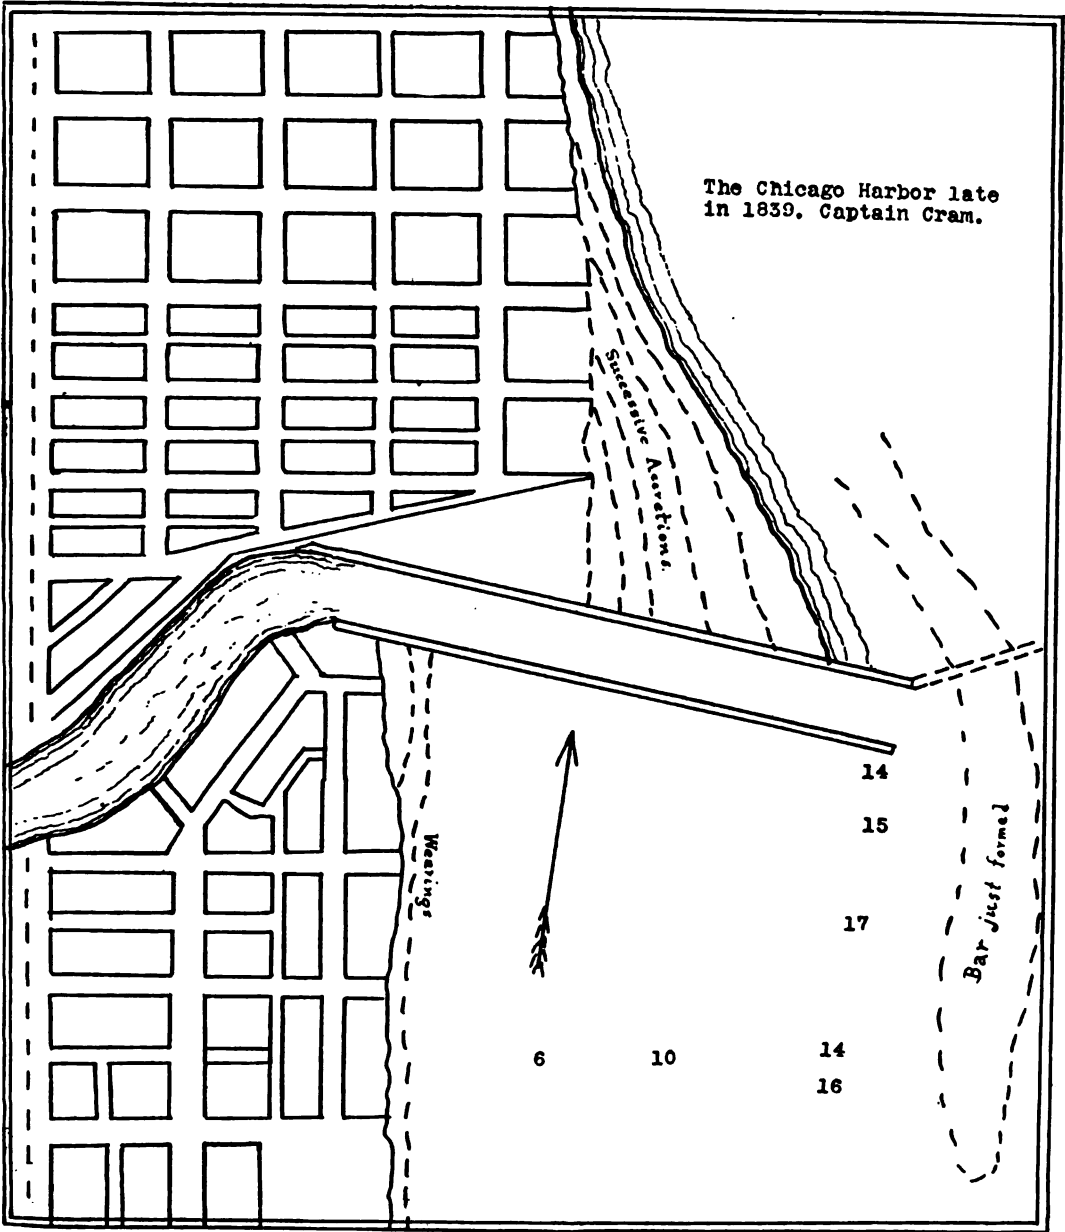 The Chicago Harbor late
in 1839. Captain Cram.
Successive Accretions.
14
15
Wearings
Bar just formed
17
6 10 14
16